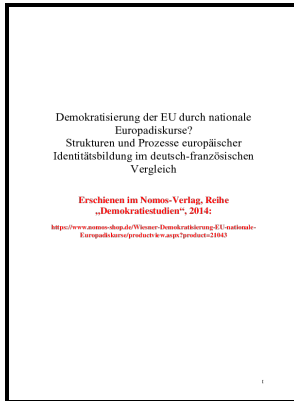 Demokratisierung der EU durch nationale
Europadiskurse?
Strukturen und Prozesse europäischer
Identitätsbildung im deutsch-französischen
Vergleich
Erschienen im Nomos-Verlag, Reihe
„Demokratiestudien“, 2014:
https://www.nomos-shop.de/Wiesner-Demokratisierung-EU-nationale-
Europadiskurse/productview.aspx?product=21043
1